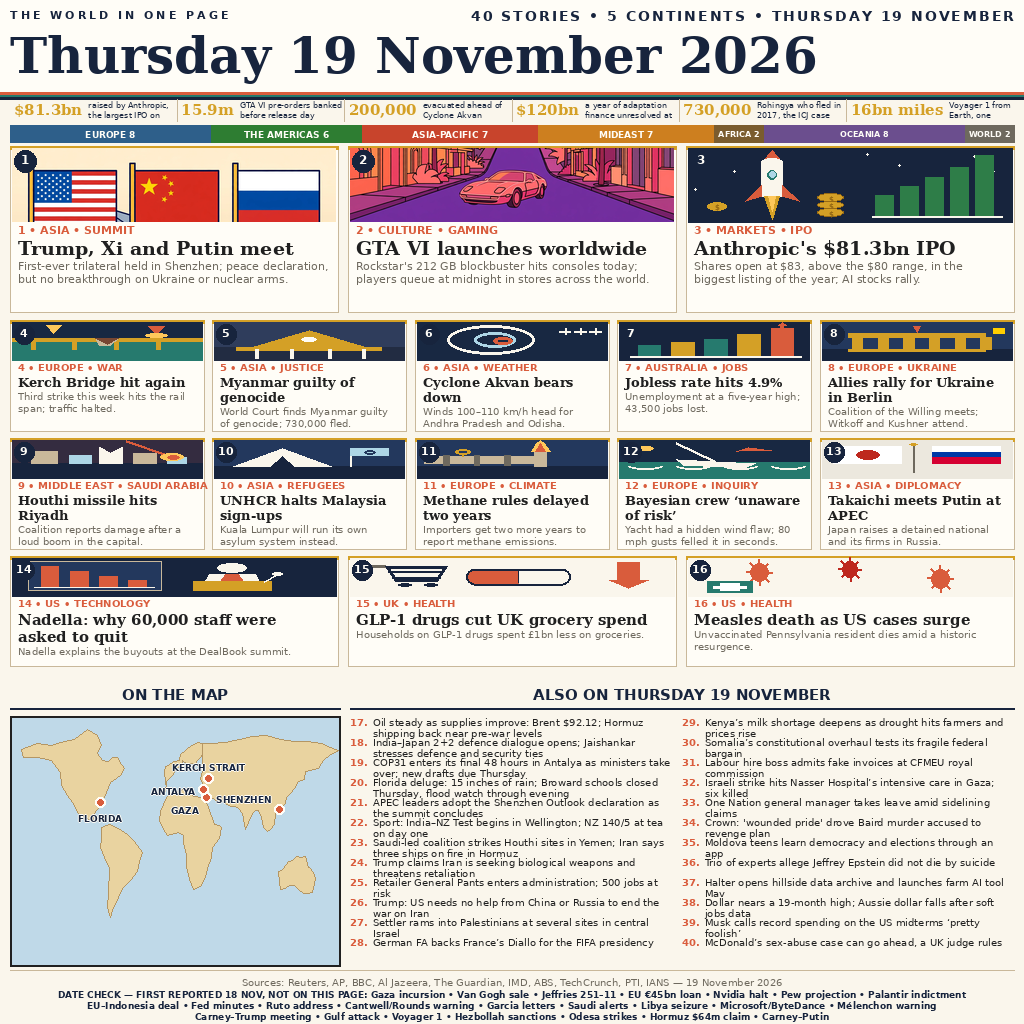 THE WORLD IN ONE PAGE
40 STORIES • 5 CONTINENTS • THURSDAY 19 NOVEMBER
Thursday 19 November 2026
$81.3bn
raised by Anthropic,
the largest IPO on
15.9m
GTA VI pre-orders banked
before release day
200,000
evacuated ahead of
Cyclone Akvan
$120bn
a year of adaptation
finance unresolved at
730,000
Rohingya who fled in
2017, the ICJ case
16bn miles
Voyager 1 from
Earth, one
EUROPE 8
THE AMERICAS 6
ASIA-PACIFIC 7
MIDEAST 7
AFRICA 2
OCEANIA 8
WORLD 2
1
1 • ASIA • SUMMIT
Trump, Xi and Putin meet
First-ever trilateral held in Shenzhen; peace declaration,
but no breakthrough on Ukraine or nuclear arms.
2
2 • CULTURE • GAMING
GTA VI launches worldwide
Rockstar's 212 GB blockbuster hits consoles today;
players queue at midnight in stores across the world.
3
3 • MARKETS • IPO
Anthropic's $81.3bn IPO
Shares open at $83, above the $80 range, in the
biggest listing of the year; AI stocks rally.
4
4 • EUROPE • WAR
Kerch Bridge hit again
Third strike this week hits the rail
span; traffic halted.
5
5 • ASIA • JUSTICE
Myanmar guilty of
genocide
World Court finds Myanmar guilty
of genocide; 730,000 fled.
6
6 • ASIA • WEATHER
Cyclone Akvan bears
down
Winds 100–110 km/h head for
Andhra Pradesh and Odisha.
7
7 • AUSTRALIA • JOBS
Jobless rate hits 4.9%
Unemployment at a five-year high;
43,500 jobs lost.
8
8 • EUROPE • UKRAINE
Allies rally for Ukraine
in Berlin
Coalition of the Willing meets;
Witkoff and Kushner attend.
9
9 • MIDDLE EAST • SAUDI ARABIA
Houthi missile hits
Riyadh
Coalition reports damage after a
loud boom in the capital.
10
10 • ASIA • REFUGEES
UNHCR halts Malaysia
sign-ups
Kuala Lumpur will run its own
asylum system instead.
11
11 • EUROPE • CLIMATE
Methane rules delayed
two years
Importers get two more years to
report methane emissions.
12
12 • EUROPE • INQUIRY
Bayesian crew ‘unaware
of risk’
Yacht had a hidden wind flaw; 80
mph gusts felled it in seconds.
13
13 • ASIA • DIPLOMACY
Takaichi meets Putin at
APEC
Japan raises a detained national
and its firms in Russia.
14
14 • US • TECHNOLOGY
Nadella: why 60,000 staff were
asked to quit
Nadella explains the buyouts at the DealBook summit.
15
15 • UK • HEALTH
GLP-1 drugs cut UK grocery spend
Households on GLP-1 drugs spent £1bn less on groceries.
16
16 • US • HEALTH
Measles death as US cases surge
Unvaccinated Pennsylvania resident dies amid a historic
resurgence.
ON THE MAP
KERCH STRAIT
ANTALYA
SHENZHEN
GAZA
FLORIDA
ALSO ON THURSDAY 19 NOVEMBER
17. Oil steady as supplies improve: Brent $92.12; Hormuz
shipping back near pre-war levels
18. India–Japan 2+2 defence dialogue opens; Jaishankar
stresses defence and security ties
19. COP31 enters its final 48 hours in Antalya as ministers take
over; new drafts due Thursday
20. Florida deluge: 15 inches of rain; Broward schools closed
Thursday, flood watch through evening
21. APEC leaders adopt the Shenzhen Outlook declaration as
the summit concludes
22. Sport: India–NZ Test begins in Wellington; NZ 140/5 at tea
on day one
23. Saudi-led coalition strikes Houthi sites in Yemen; Iran says
three ships on fire in Hormuz
24. Trump claims Iran is seeking biological weapons and
threatens retaliation
25. Retailer General Pants enters administration; 500 jobs at
risk
26. Trump: US needs no help from China or Russia to end the
war on Iran
27. Settler rams into Palestinians at several sites in central
Israel
28. German FA backs France’s Diallo for the FIFA presidency
29. Kenya’s milk shortage deepens as drought hits farmers and
prices rise
30. Somalia’s constitutional overhaul tests its fragile federal
bargain
31. Labour hire boss admits fake invoices at CFMEU royal
commission
32. Israeli strike hits Nasser Hospital’s intensive care in Gaza;
six killed
33. One Nation general manager takes leave amid sidelining
claims
34. Crown: 'wounded pride' drove Baird murder accused to
revenge plan
35. Moldova teens learn democracy and elections through an
app
36. Trio of experts allege Jeffrey Epstein did not die by suicide
37. Halter opens hillside data archive and launches farm AI tool
Mav
38. Dollar nears a 19-month high; Aussie dollar falls after soft
jobs data
39. Musk calls record spending on the US midterms ‘pretty
foolish’
40. McDonald’s sex-abuse case can go ahead, a UK judge rules
Sources: Reuters, AP, BBC, Al Jazeera, The Guardian, IMD, ABS, TechCrunch, PTI, IANS — 19 November 2026
DATE CHECK — FIRST REPORTED 18 NOV, NOT ON THIS PAGE: Gaza incursion • Van Gogh sale • Jeffries 251-11 • EU €45bn loan • Nvidia halt • Pew projection • Palantir indictment
EU–Indonesia deal • Fed minutes • Ruto address • Cantwell/Rounds warning • Garcia letters • Saudi alerts • Libya seizure • Microsoft/ByteDance • Mélenchon warning
Carney-Trump meeting • Gulf attack • Voyager 1 • Hezbollah sanctions • Odesa strikes • Hormuz $64m claim • Carney–Putin